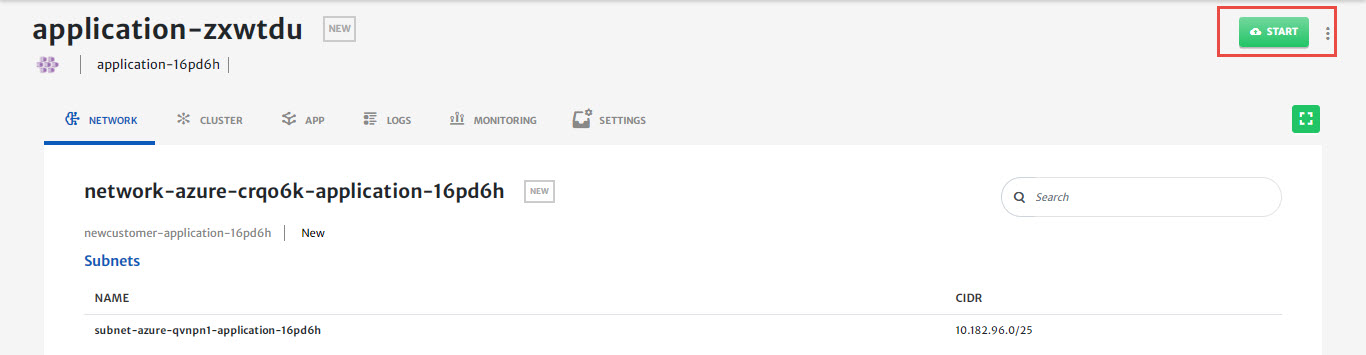 application-zxwtdu NEW
START
application-16pd6h
NETWORK CLUSTER APP LOGS MONITORING SETTINGS
network-azure-crqo6k-application-16pd6h NEW
Search
newcustomer-application-16pd6h New
Subnets
NAME CIDR
subnet-azure-qvnpn1-application-16pd6h 10.182.96.0/25